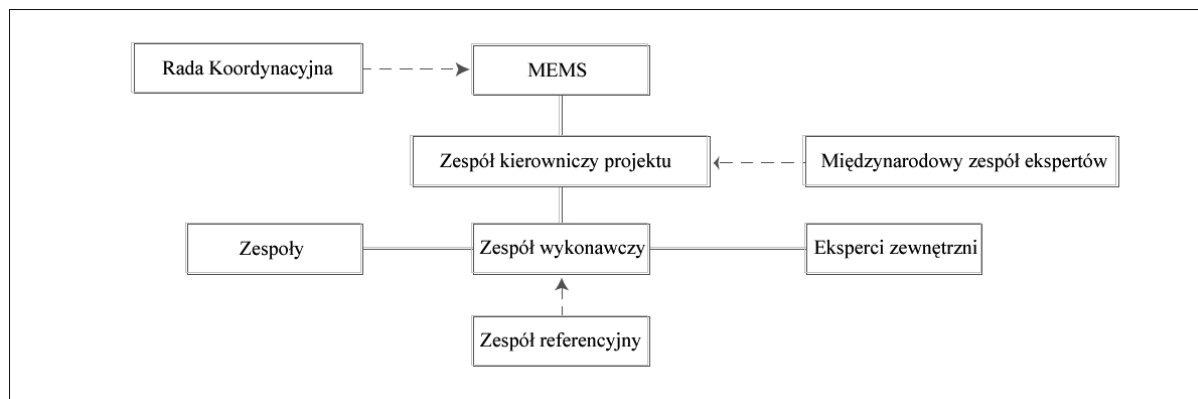 Rada Koordynacyjna
MEMS
Zespół kierowniczy projektu
Międzynarodowy zespół ekspertów
Zespoły
Zespół wykonawczy
Eksperci zewnętrzni
Zespół referencyjny